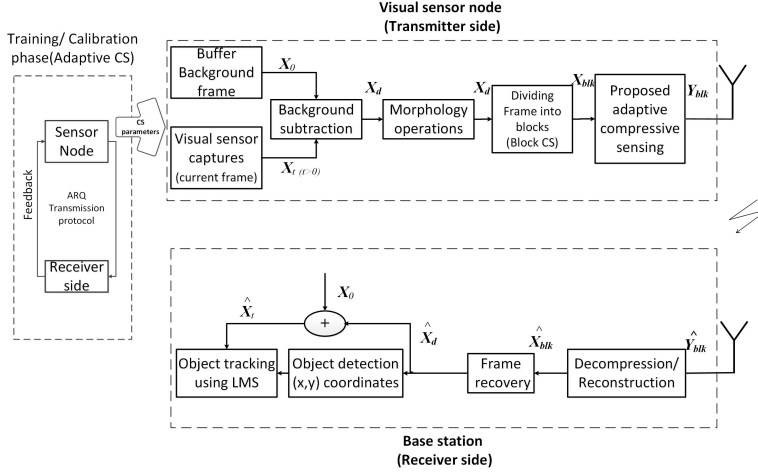 Visual sensor node
(Transmitter side)
Training/ Calibration
phase(Adaptive CS)
Sensor
Node
Feedback
ARQ
Transmission
protocol
Receiver
side
CS
parameters
Buffer
Background
frame
X0
Visual sensor
captures
(current frame)
Xt (t>0)
Background
subtraction
Xd
Morphology
operations
Xd
Dividing
Frame into
blocks
(Block CS)
Xblk
Proposed
adaptive
compressive
sensing
Yblk
X0
X̂t
+
X̂d
X̂blk
Ŷblk
Object tracking
using LMS
Object detection
(x,y) coordinates
Frame
recovery
Decompression/
Reconstruction
Base station
(Receiver side)